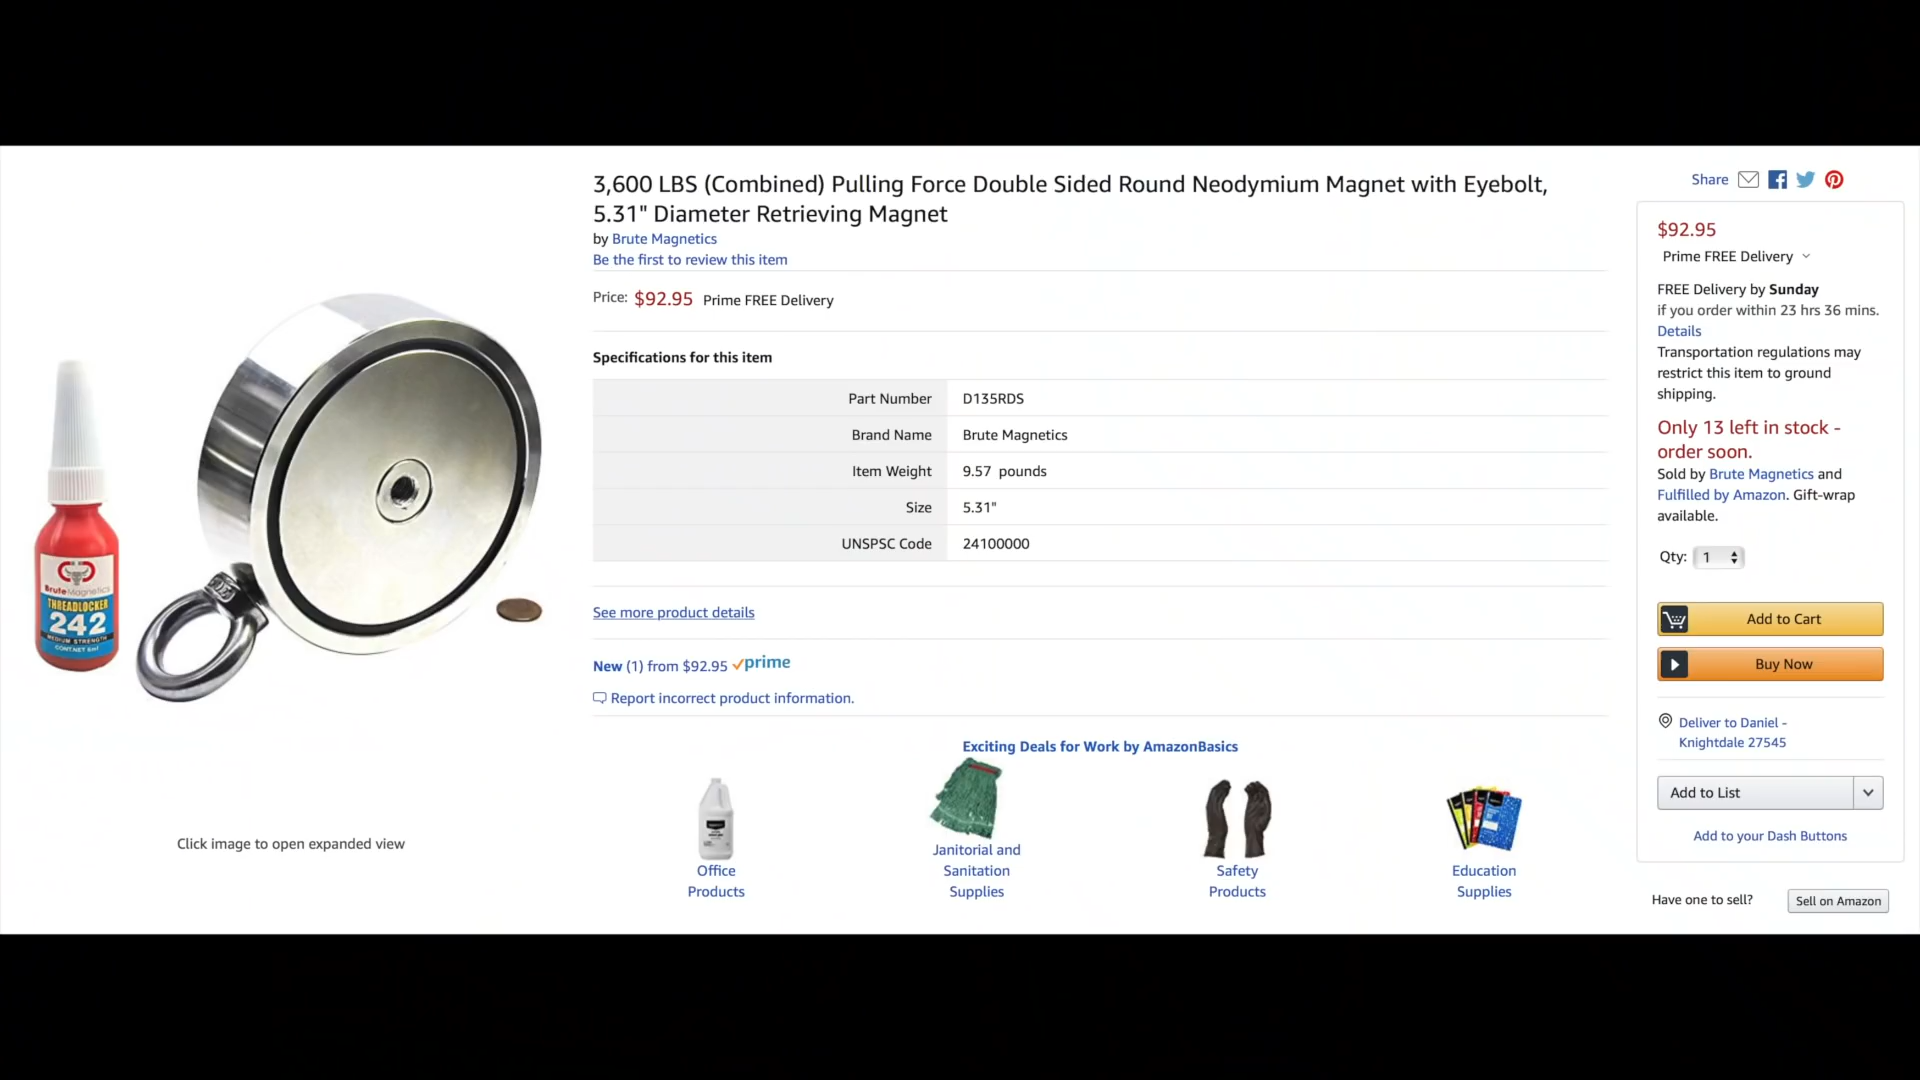 3,600 LBS (Combined) Pulling Force Double Sided Round Neodymium Magnet with Eyebolt,
5.31" Diameter Retrieving Magnet
by Brute Magnetics
Be the first to review this item
Price: $92.95 Prime FREE Delivery
Specifications for this item
Part Number D135RDS
Brand Name Brute Magnetics
Item Weight 9.57 pounds
Size 5.31"
UNSPSC Code 24100000
See more product details
New (1) from $92.95 prime
Report incorrect product information.
BruteMagnetics
THREADLOCKER
242
MEDIUM STRENGTH
CONT.NET 6ml
Click image to open expanded view
Exciting Deals for Work by AmazonBasics
Office
Products
Janitorial and
Sanitation
Supplies
Safety
Products
Education
Supplies
Share
$92.95
Prime FREE Delivery
FREE Delivery by Sunday
if you order within 23 hrs 36 mins.
Details
Transportation regulations may
restrict this item to ground
shipping.
Only 13 left in stock -
order soon.
Sold by Brute Magnetics and
Fulfilled by Amazon. Gift-wrap
available.
Qty: 1
Add to Cart
Buy Now
Deliver to Daniel -
Knightdale 27545
Add to List
Add to your Dash Buttons
Have one to sell? Sell on Amazon